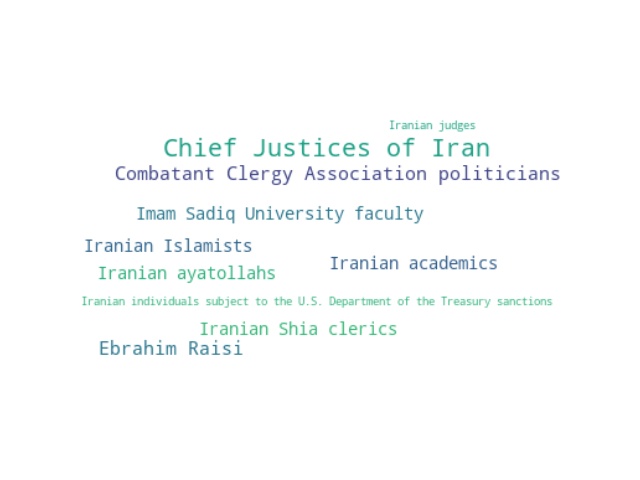 Iranian judges
Chief Justices of Iran
Combatant Clergy Association politicians
Imam Sadiq University faculty
Iranian Islamists
Iranian academics
Iranian ayatollahs
Iranian individuals subject to the U.S. Department of the Treasury sanctions
Iranian Shia clerics
Ebrahim Raisi